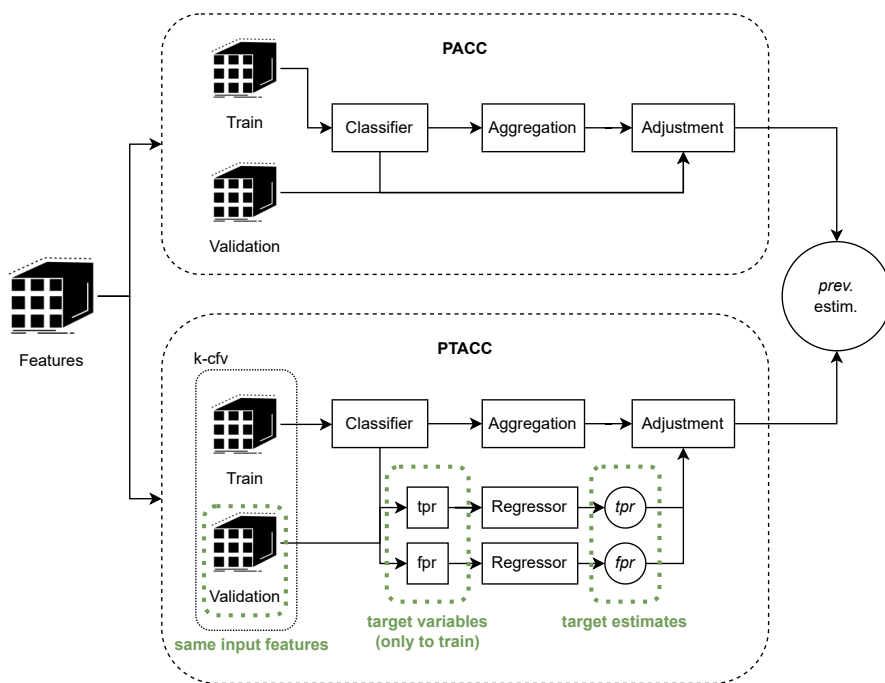 PACC
Train
Classifier
Aggregation
Adjustment
Validation
Features
prev.
estim.
PTACC
k-cfv
Train
Classifier
Aggregation
Adjustment
tpr
Regressor
tpr
fpr
Regressor
fpr
Validation
same input features
target variables
(only to train)
target estimates